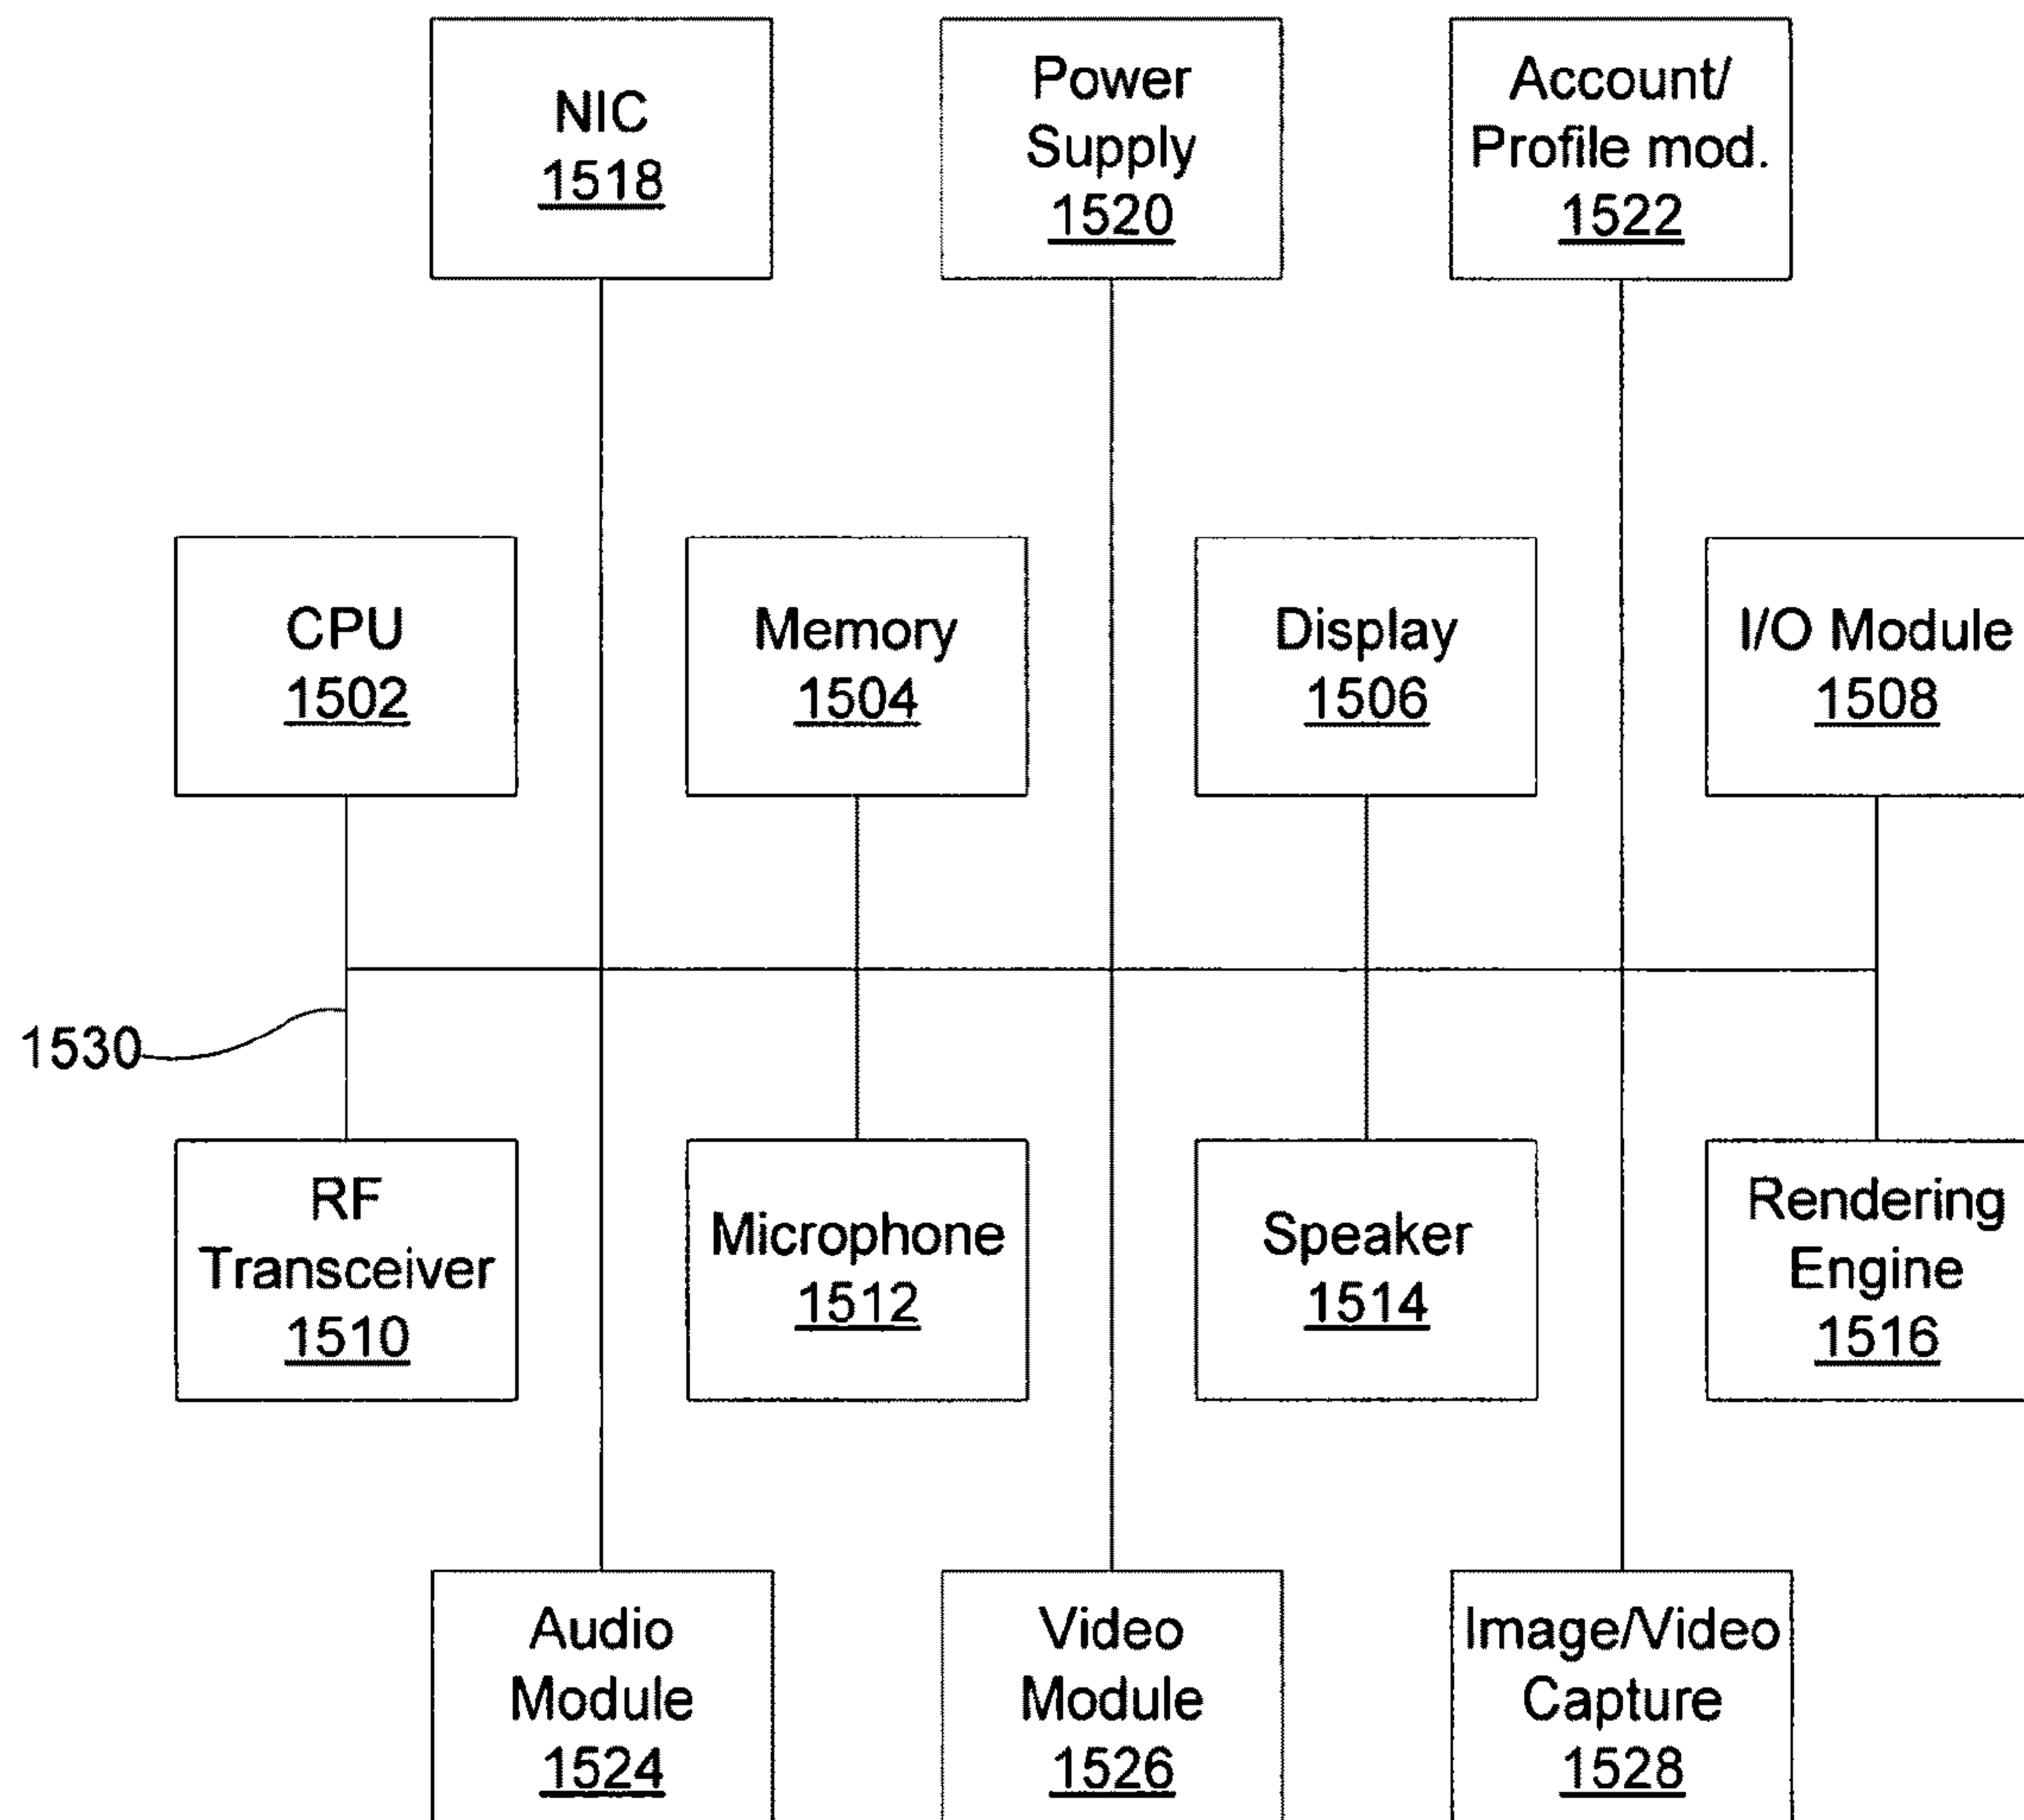 NIC
1518
Power
Supply
1520
Account/
Profile mod.
1522
CPU
1502
Memory
1504
Display
1506
I/O Module
1508
1530
RF
Transceiver
1510
Microphone
1512
Speaker
1514
Rendering
Engine
1516
Audio
Module
1524
Video
Module
1526
Image/Video
Capture
1528